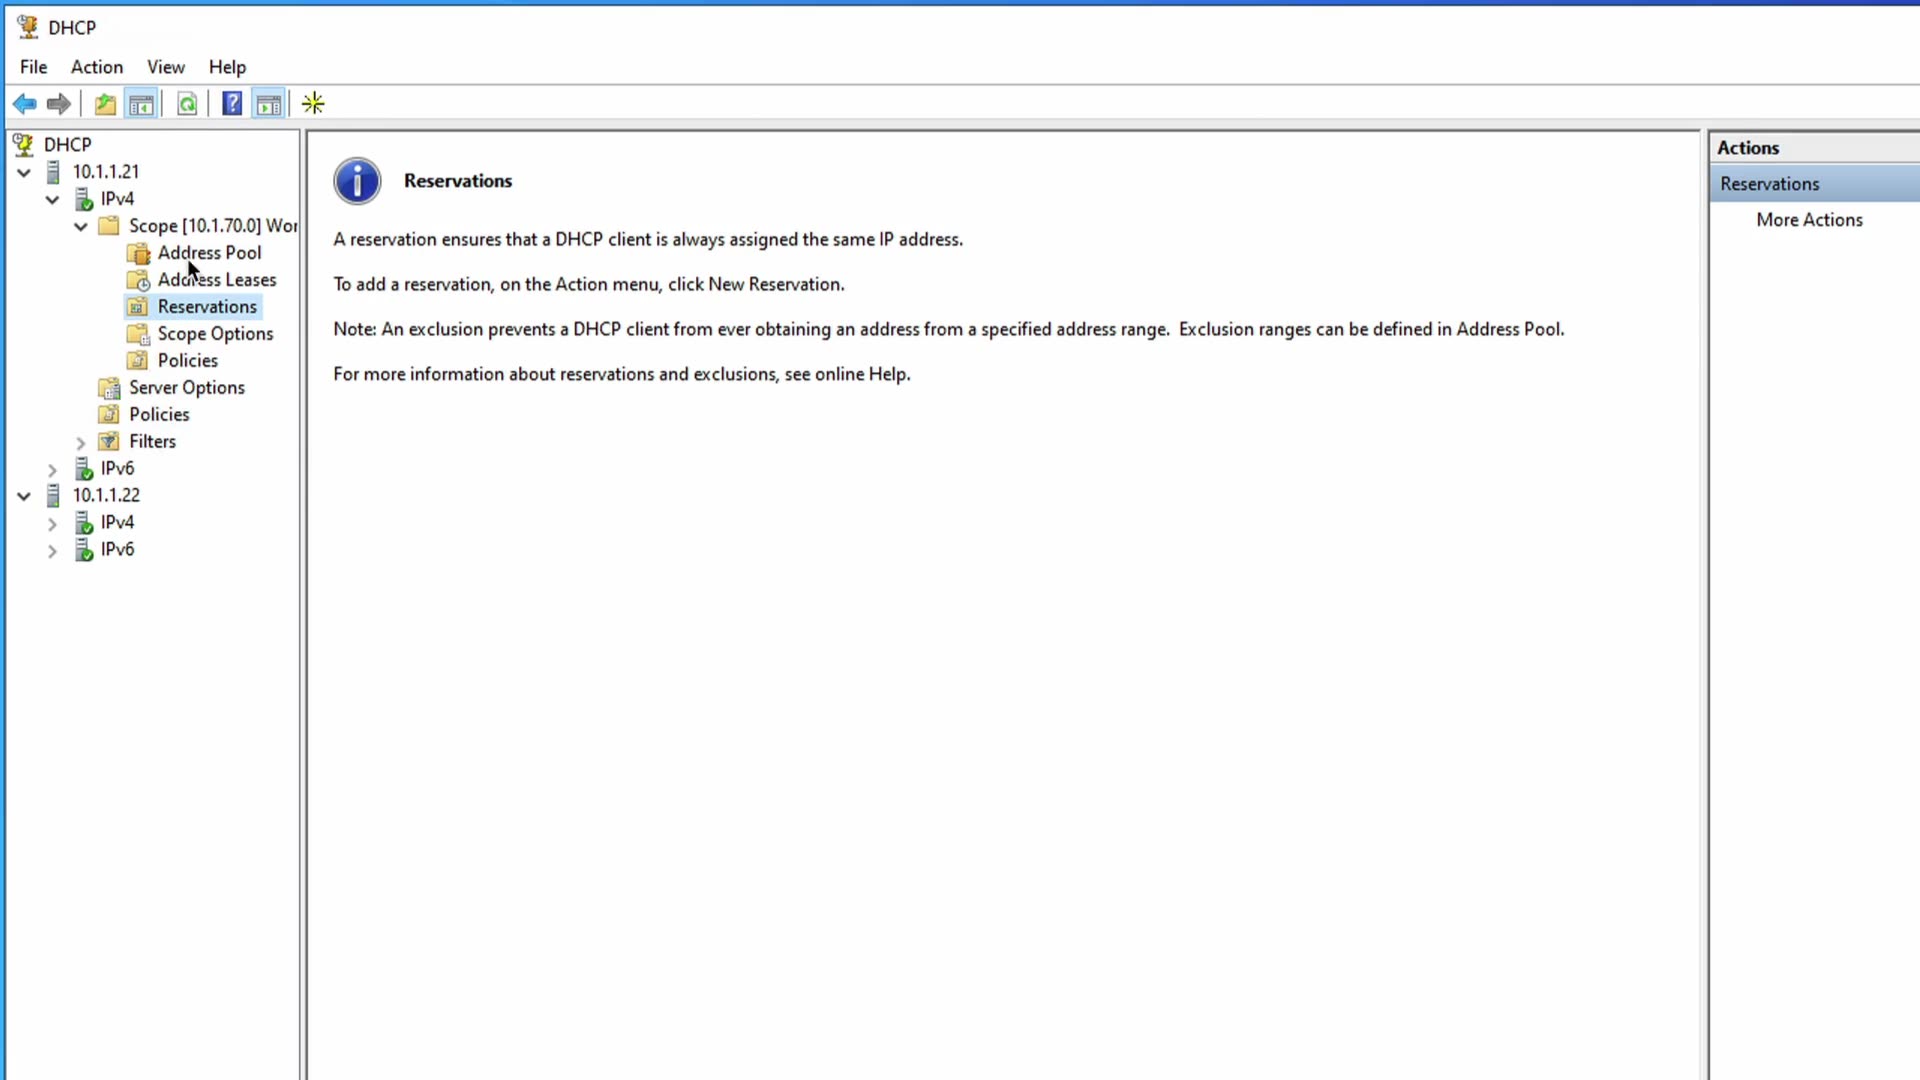 DHCP
File Action View Help
DHCP
10.1.1.21
IPv4
Scope [10.1.70.0] Wor
Address Pool
Address Leases
Reservations
Scope Options
Policies
Server Options
Policies
Filters
IPv6
10.1.1.22
IPv4
IPv6
Reservations
A reservation ensures that a DHCP client is always assigned the same IP address.
To add a reservation, on the Action menu, click New Reservation.
Note: An exclusion prevents a DHCP client from ever obtaining an address from a specified address range. Exclusion ranges can be defined in Address Pool.
For more information about reservations and exclusions, see online Help.
Actions
Reservations
More Actions